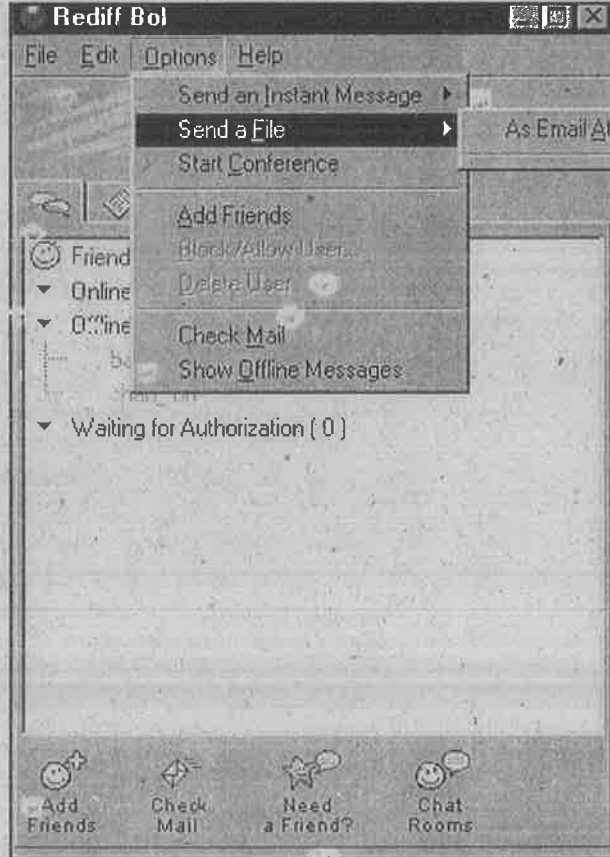 Rediff Bol
File Edit Options Help
Send an Instant Message
Send a File
As Email
Start Conference
Add Friends
Block/Allow User...
Delete User
Check Mail
Show Offline Messages
Friend
Online
Waiting for Authorization ( 0 )
Add Friends
Check Mail
Need a Friend?
Chat Rooms